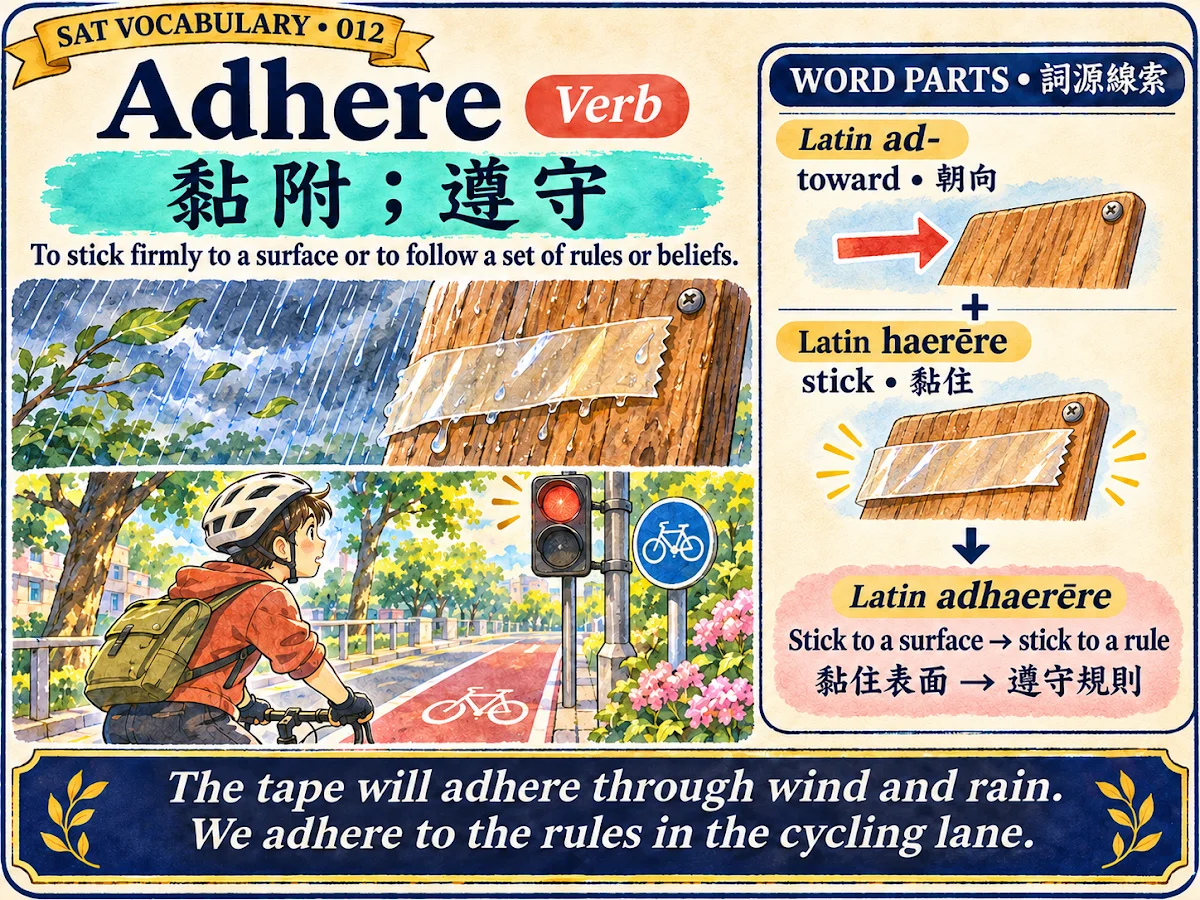 SAT VOCABULARY • 012
Adhere
Verb
黏附；遵守
To stick firmly to a surface or to follow a set of rules or beliefs.
WORD PARTS • 詞源線索
Latin ad-
toward • 朝向
+
Latin haerēre
stick • 黏住
Latin adhaerēre
Stick to a surface → stick to a rule
黏住表面 → 遵守規則
The tape will adhere through wind and rain.
We adhere to the rules in the cycling lane.